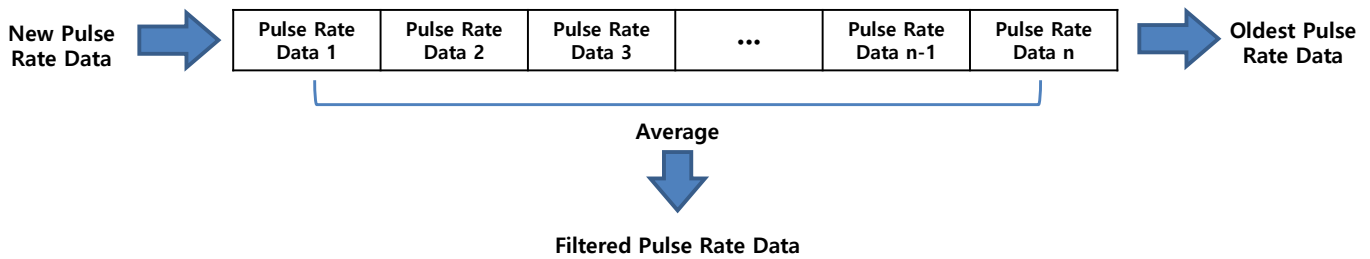 New Pulse
Rate Data
Pulse Rate
Data 1
Pulse Rate
Data 2
Pulse Rate
Data 3
...
Pulse Rate
Data n-1
Pulse Rate
Data n
Oldest Pulse
Rate Data
Average
Filtered Pulse Rate Data